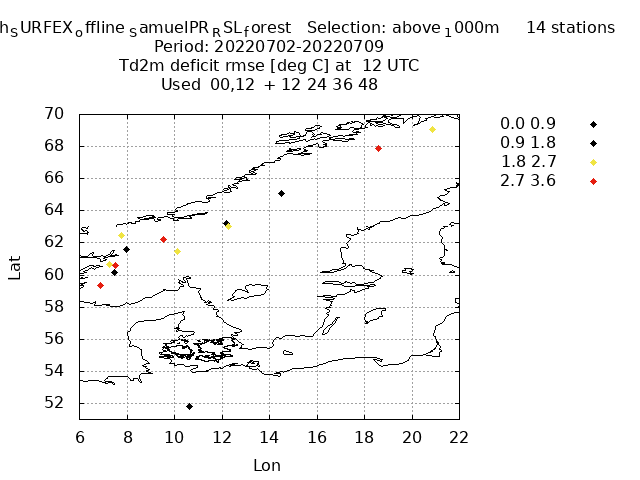 h_SURFEX_offline_SamuelPR_RSL_forest   Selection: above_1000m   14 stations
Period: 20220702-20220709
Td2m deficit rmse [deg C] at 12 UTC
Used 00,12 + 12 24 36 48
0.0 0.9
0.9 1.8
1.8 2.7
2.7 3.6
70
68
66
64
62
60
58
56
54
52
Lat
6 8 10 12 14 16 18 20 22
Lon